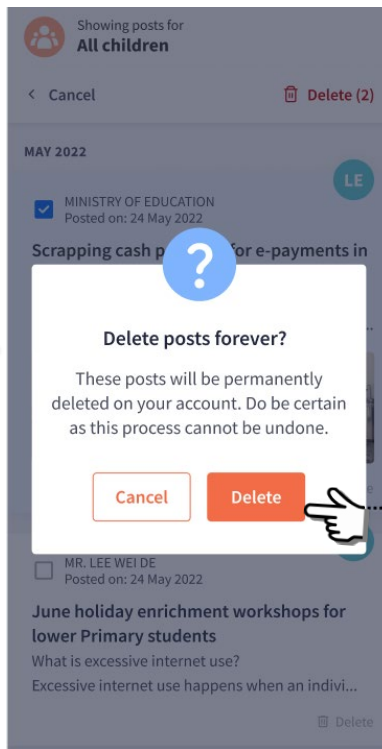 Showing posts for
All children
Cancel
Delete (2)
MAY 2022
LE
MINISTRY OF EDUCATION
Posted on: 24 May 2022
Scrapping cash p for e-payments in
?
Delete posts forever?
These posts will be permanently
deleted on your account. Do be certain
as this process cannot be undone.
Cancel
Delete
MR. LEE WEI DE
Posted on: 24 May 2022
June holiday enrichment workshops for
lower Primary students
What is excessive internet use?
Excessive internet use happens when an indivi...
Delete